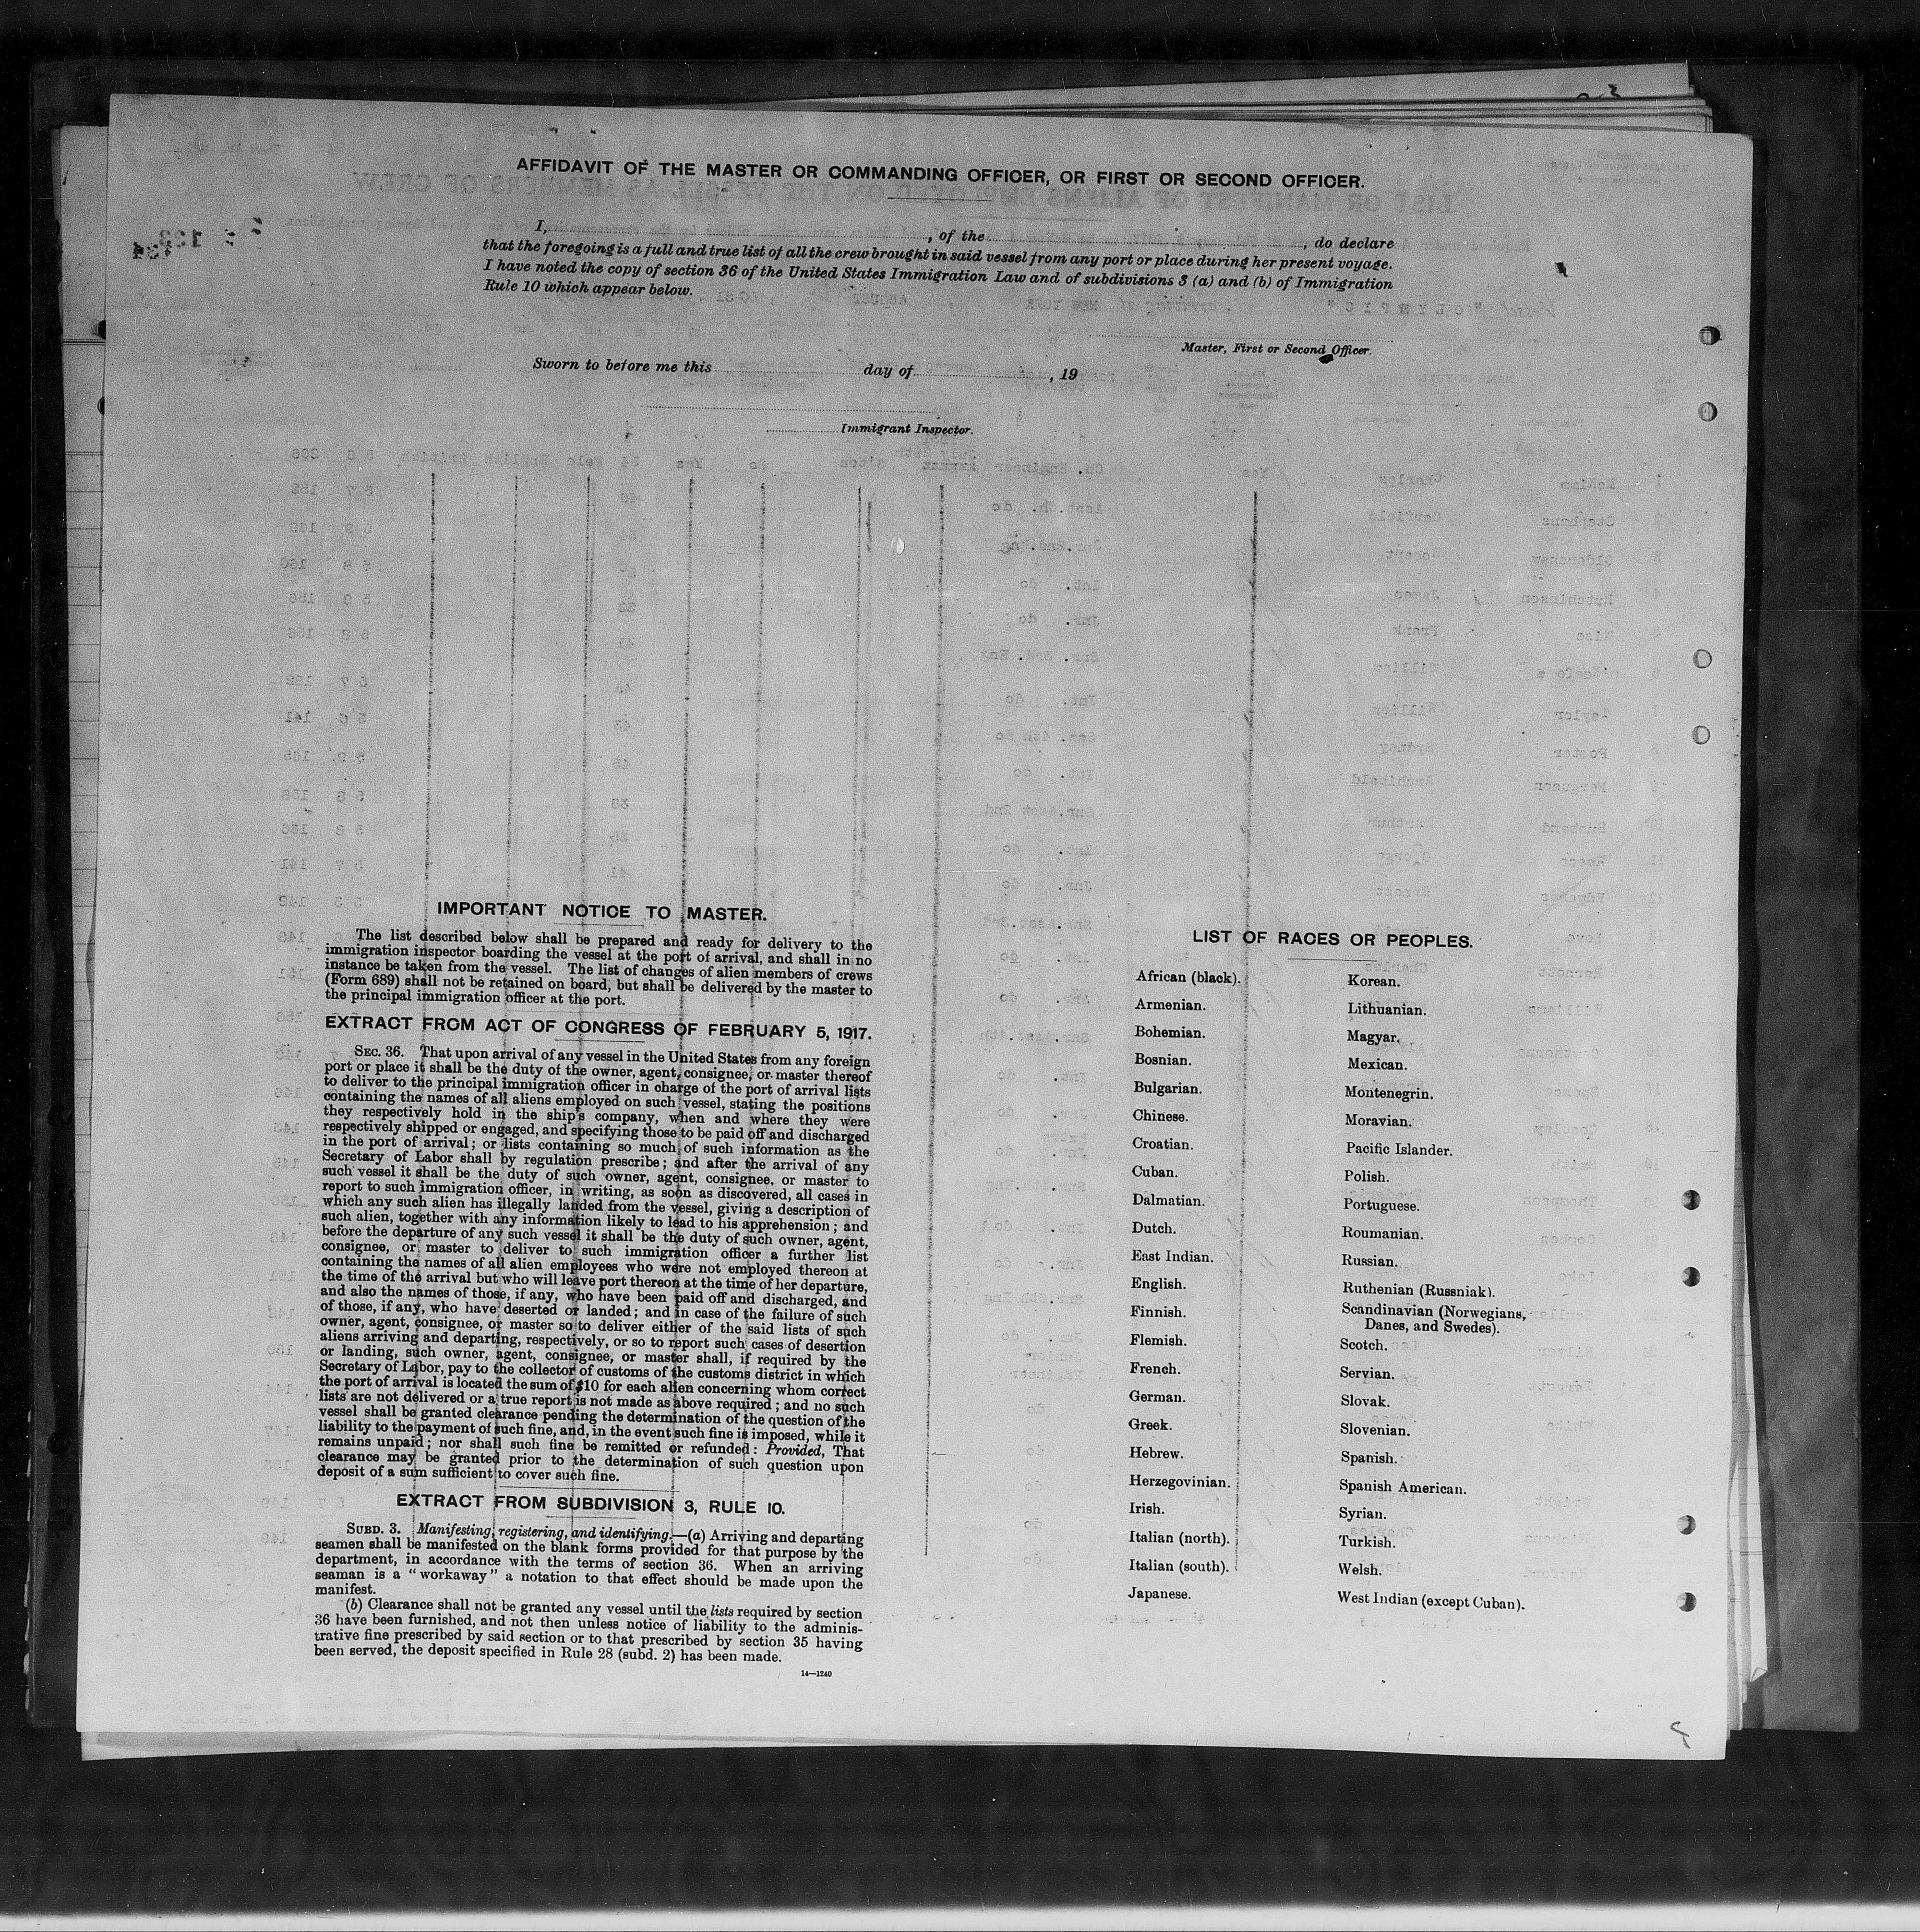 AFFIDAVIT OF THE MASTER OR COMMANDING OFFICER, OR FIRST OR SECOND OFFICER.
I, , of the , do declare
that the foregoing is a full and true list of all the crew brought in said vessel from any port or place during her present voyage.
I have noted the copy of section 36 of the United States Immigration Law and of subdivisions 3 (a) and (b) of Immigration
Rule 10 which appear below.
Master, First or Second Officer.
Sworn to before me this day of , 19
Immigrant Inspector.
IMPORTANT NOTICE TO MASTER.
The list described below shall be prepared and ready for delivery to the
immigration inspector boarding the vessel at the port of arrival, and shall in no
instance be taken from the vessel. The list of changes of alien members of crews
(Form 689) shall not be retained on board, but shall be delivered by the master to
the principal immigration officer at the port.
EXTRACT FROM ACT OF CONGRESS OF FEBRUARY 5, 1917.
SEC. 36. That upon arrival of any vessel in the United States from any foreign
port or place it shall be the duty of the owner, agent, consignee, or master thereof
to deliver to the principal immigration officer in charge of the port of arrival lists
containing the names of all aliens employed on such vessel, stating the positions
they respectively hold in the ship's company, when and where they were
respectively shipped or engaged, and specifying those to be paid off and discharged
in the port of arrival; or lists containing so much of such information as the
Secretary of Labor shall by regulation prescribe; and after the arrival of any
such vessel it shall be the duty of such owner, agent, consignee, or master to
report to such immigration officer, in writing, as soon as discovered, all cases in
which any such alien has illegally landed from the vessel, giving a description of
such alien, together with any information likely to lead to his apprehension; and
before the departure of any such vessel it shall be the duty of such owner, agent,
consignee, or master to deliver to such immigration officer a further list
containing the names of all alien employees who were not employed thereon at
the time of the arrival but who will leave port thereon at the time of her departure,
and also the names of those, if any, who have been paid off and discharged, and
of those, if any, who have deserted or landed; and in case of the failure of such
owner, agent, consignee, or master so to deliver either of the said lists of such
aliens arriving and departing, respectively, or so to report such cases of desertion
or landing, such owner, agent, consignee, or master shall, if required by the
Secretary of Labor, pay to the collector of customs of the customs district in which
the port of arrival is located the sum of $10 for each alien concerning whom correct
lists are not delivered or a true report is not made as above required; and no such
vessel shall be granted clearance pending the determination of the question of the
liability to the payment of such fine, and, in the event such fine is imposed, while it
remains unpaid; nor shall such fine be remitted or refunded: Provided, That
clearance may be granted prior to the determination of such question upon
deposit of a sum sufficient to cover such fine.
EXTRACT FROM SUBDIVISION 3, RULE 10.
SUBD. 3. Manifesting, registering, and identifying.—(a) Arriving and departing
seamen shall be manifested on the blank forms provided for that purpose by the
department, in accordance with the terms of section 36. When an arriving
seaman is a "workaway" a notation to that effect should be made upon the
manifest.
(b) Clearance shall not be granted any vessel until the lists required by section
36 have been furnished, and not then unless notice of liability to the adminis-
trative fine prescribed by said section or to that prescribed by section 35 having
been served, the deposit specified in Rule 28 (subd. 2) has been made.
14—1240
LIST OF RACES OR PEOPLES.
African (black).
Armenian.
Bohemian.
Bosnian.
Bulgarian.
Chinese.
Croatian.
Cuban.
Dalmatian.
Dutch.
East Indian.
English.
Finnish.
Flemish.
French.
German.
Greek.
Hebrew.
Herzegovinian.
Irish.
Italian (north).
Italian (south).
Japanese.
Korean.
Lithuanian.
Magyar.
Mexican.
Montenegrin.
Moravian.
Pacific Islander.
Polish.
Portuguese.
Roumanian.
Russian.
Ruthenian (Russniak).
Scandinavian (Norwegians,
Danes, and Swedes).
Scotch.
Servian.
Slovak.
Slovenian.
Spanish.
Spanish American.
Syrian.
Turkish.
Welsh.
West Indian (except Cuban).